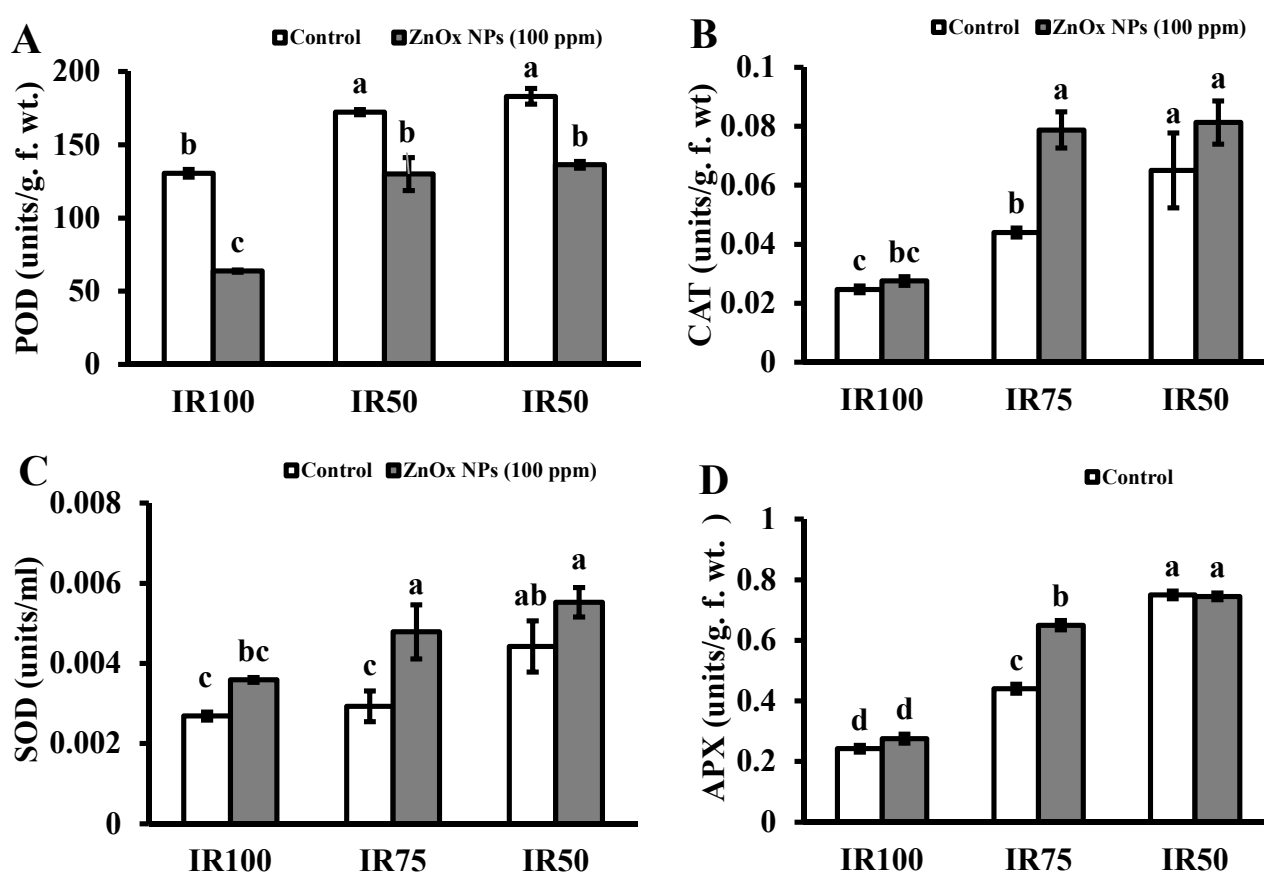 A
Control ZnOx NPs (100 ppm)
POD (units/g. f. wt.)
200
150
100
50
0
b
c
a
b
a
b
IR100 IR50 IR50
B
Control ZnOx NPs (100 ppm)
CAT (units/g. f. wt)
0.1
0.08
0.06
0.04
0.02
0
c
bc
b
a
a
a
IR100 IR75 IR50
C
Control ZnOx NPs (100 ppm)
SOD (units/ml)
0.008
0.006
0.004
0.002
0
c
bc
c
a
ab
a
IR100 IR75 IR50
D
Control
APX (units/g. f. wt. )
1
0.8
0.6
0.4
0.2
0
d
d
c
b
a
a
IR100 IR75 IR50